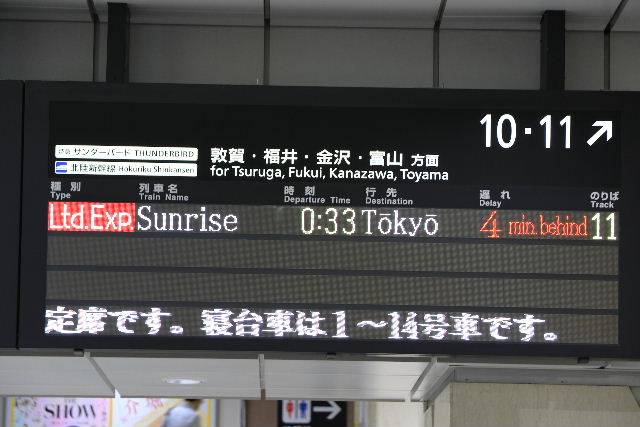 10・11
特急 サンダーバード THUNDERBIRD
北陸新幹線 Hokuriku Shinkansen
敦賀・福井・金沢・富山 方面
for Tsuruga, Fukui, Kanazawa, Toyama
種別 列車名 時刻 行先 遅れ のりば
Type Train Name Departure Time Destination Delay Track
Ltd.Exp. Sunrise 0:33 Tōkyō 4 min.behind 11
定席です。寝台車は1～14号車です。
SHOW